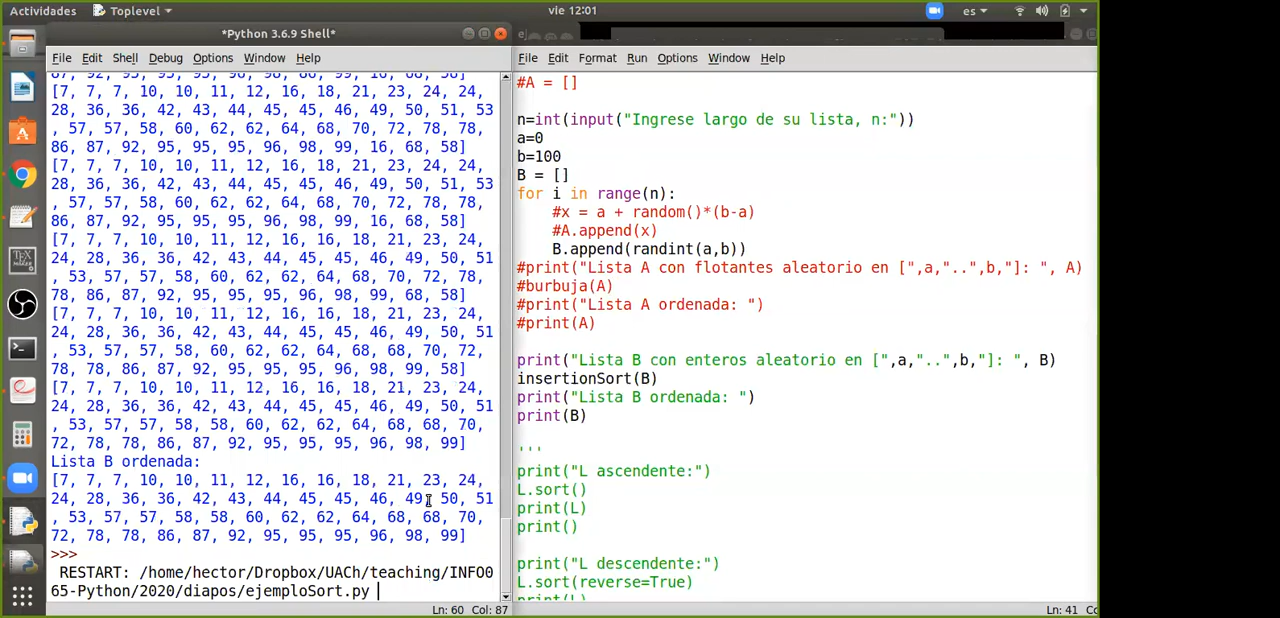 Actividades
Toplevel
vie 12:01
es
*Python 3.6.9 Shell*
File Edit Shell Debug Options Window Help
87, 92, 95, 95, 95, 96, 98, 68, 99, 16, 68, 58]
[7, 7, 7, 10, 10, 11, 12, 16, 18, 21, 23, 24, 24,
28, 36, 36, 42, 43, 44, 45, 45, 46, 49, 50, 51, 53
, 57, 57, 58, 60, 62, 62, 64, 68, 70, 72, 78, 78,
86, 87, 92, 95, 95, 95, 96, 98, 99, 16, 68, 58]
[7, 7, 7, 10, 10, 11, 12, 16, 18, 21, 23, 24, 24,
28, 36, 36, 42, 43, 44, 45, 45, 46, 49, 50, 51, 53
, 57, 57, 58, 60, 62, 62, 64, 68, 70, 72, 78, 78,
86, 87, 92, 95, 95, 95, 96, 98, 99, 16, 68, 58]
[7, 7, 7, 10, 10, 11, 12, 16, 16, 18, 21, 23, 24,
24, 28, 36, 36, 42, 43, 44, 45, 45, 46, 49, 50, 51
, 53, 57, 57, 58, 60, 62, 62, 64, 68, 70, 72, 78,
78, 86, 87, 92, 95, 95, 95, 96, 98, 99, 68, 58]
[7, 7, 7, 10, 10, 11, 12, 16, 16, 18, 21, 23, 24,
24, 28, 36, 36, 42, 43, 44, 45, 45, 46, 49, 50, 51
, 53, 57, 57, 58, 60, 62, 62, 64, 68, 68, 70, 72,
78, 78, 86, 87, 92, 95, 95, 95, 96, 98, 99, 58]
[7, 7, 7, 10, 10, 11, 12, 16, 16, 18, 21, 23, 24,
24, 28, 36, 36, 42, 43, 44, 45, 45, 46, 49, 50, 51
, 53, 57, 57, 58, 58, 60, 62, 62, 64, 68, 68, 70,
72, 78, 78, 86, 87, 92, 95, 95, 95, 96, 98, 99]
Lista B ordenada:
[7, 7, 7, 10, 10, 11, 12, 16, 16, 18, 21, 23, 24,
24, 28, 36, 36, 42, 43, 44, 45, 45, 46, 49, 50, 51
, 53, 57, 57, 58, 58, 60, 62, 62, 64, 68, 68, 70,
72, 78, 78, 86, 87, 92, 95, 95, 95, 96, 98, 99]
>>>
RESTART: /home/hector/Dropbox/UACh/teaching/INFO0
65-Python/2020/diapos/ejemploSort.py
Ln: 60 Col: 87
File Edit Format Run Options Window Help
#A = []
n=int(input("Ingrese largo de su lista, n:"))
a=0
b=100
B = []
for i in range(n):
    #x = a + random()*(b-a)
    #A.append(x)
    B.append(randint(a,b))
#print("Lista A con flotantes aleatorio en [",a,"..",b,"]: ", A)
#burbuja(A)
#print("Lista A ordenada: ")
#print(A)
print("Lista B con enteros aleatorio en [",a,"..",b,"]: ", B)
insertionSort(B)
print("Lista B ordenada: ")
print(B)
'''
print("L ascendente:")
L.sort()
print(L)
print()
print("L descendente:")
L.sort(reverse=True)
print(L)
Ln: 41